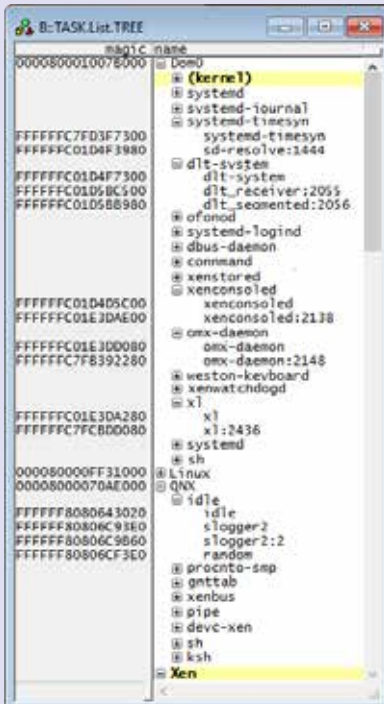 B::TASK.List.TREE
magic name
0000800001007B000 Dom0
(kernel)
systemd
systemd-journal
systemd-timesyn
FFFFFFC7FD3F7300 systemd-timesyn
FFFFFFC01D4F3980 sd-resolve:1444
dlt-system
FFFFFFC01D4F7300 dlt-system
FFFFFFC01D5BC500 dlt_receiver:2055
FFFFFFC01D5BB980 dlt_segmented:2056
ofonod
systemd-logind
dbus-daemon
connmand
xenstored
xenconsoled
FFFFFFC01D4D5C00 xenconsoled
FFFFFFC01E3DAE00 xenconsoled:2138
omx-daemon
FFFFFFC01E3DD080 omx-daemon
FFFFFFC7FB392280 omx-daemon:2148
weston-keyboard
xenwatchdogd
xl
FFFFFFC01E3DA280 xl
FFFFFFC7FCBDD080 xl:2436
systemd
sh
000080000FF31000 Linux
00008000070AE000 QNX
idle
FFFFFF8080643020 idle
FFFFFF80806C93E0 slogger2
FFFFFF80806C9B60 slogger2:2
FFFFFF80806CF3E0 random
procnto-smp
gnttab
xenbus
pipe
devc-xen
sh
ksh
Xen